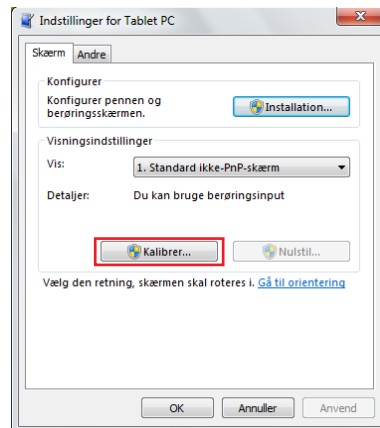 Indstillinger for Tablet PC
Skærm
Andre
Konfigurer
Konfigurer pennen og
berøringsskærmen.
Installation...
Visningsindstillinger
Vis:
1. Standard ikke-PnP-skærm
Detaljer:
Du kan bruge berøringsinput
Kalibrer...
Nulstil...
Vælg den retning, skærmen skal roteres i. Gå til orientering
OK
Annuller
Anvend